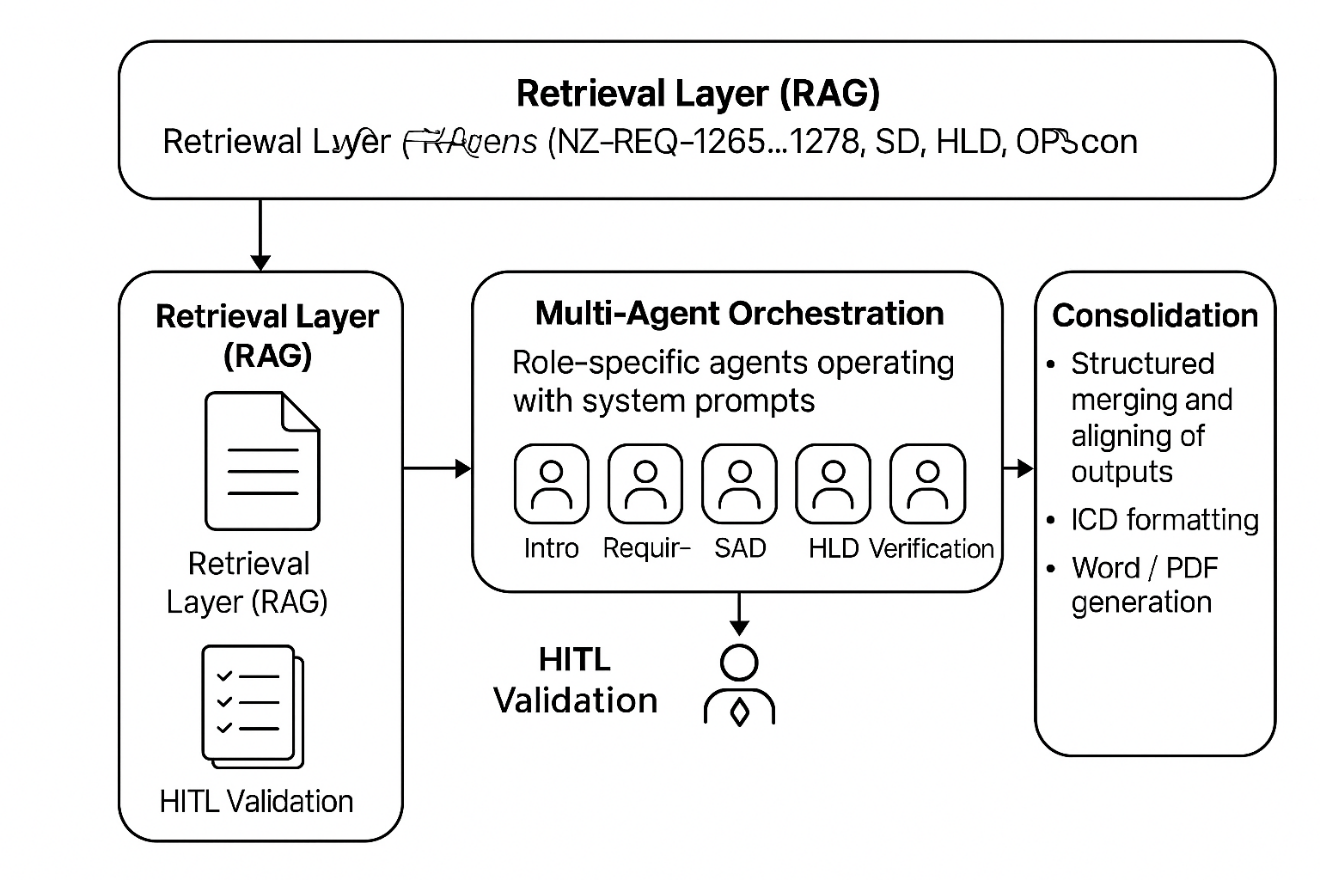 Retrieval Layer (RAG)
Retriewal (NZ-REQ-1265...1278, SD, HLD,
Retrieval Layer
(RAG)
Retrieval
Layer (RAG)
HITL Validation
Multi-Agent Orchestration
Role-specific agents operating
with system prompts
Intro Requir- SAD HLD Verification
HITL
Validation
Consolidation
• Structured
merging and
aligning of
outputs
• ICD formatting
• Word / PDF
generation